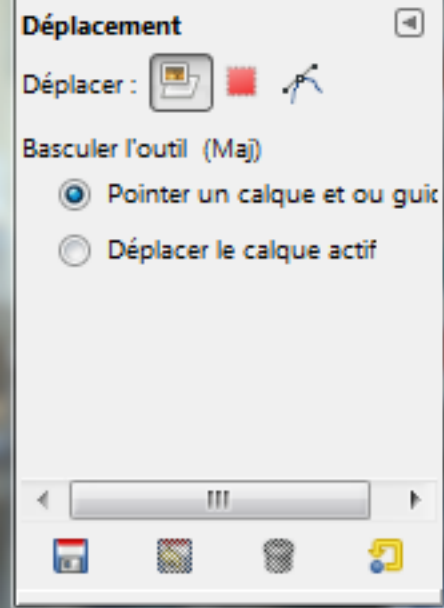 Déplacement
Déplacer :
Basculer l'outil (Maj)
Pointer un calque et ou guid
Déplacer le calque actif